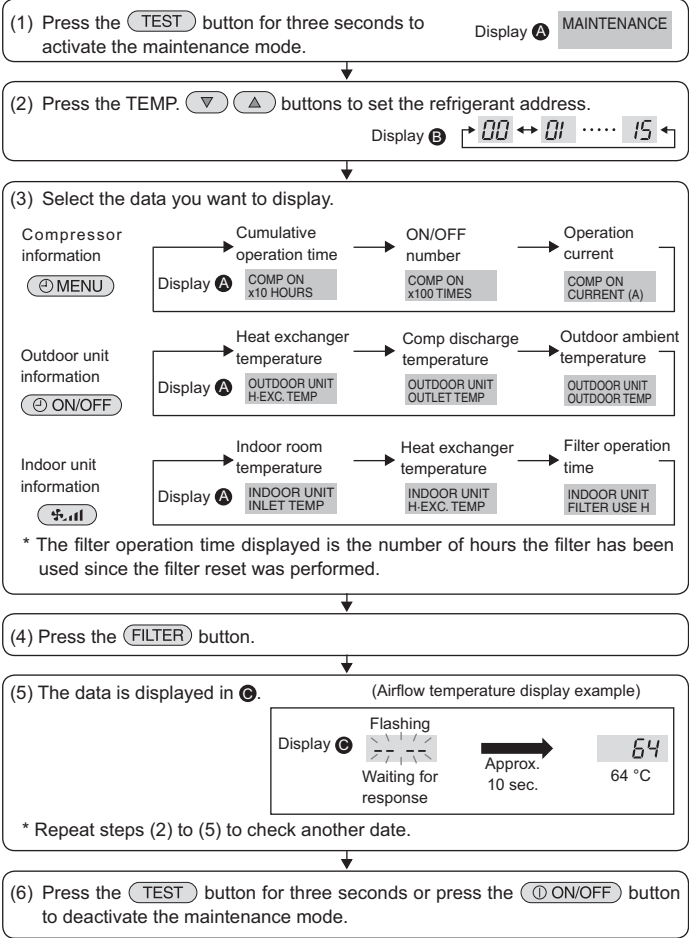 (1) Press the TEST button for three seconds to
activate the maintenance mode.
Display A MAINTENANCE
(2) Press the TEMP. ▽ △ buttons to set the refrigerant address.
Display B 00 ↔ 01 ····· 15
(3) Select the data you want to display.
Compressor
information
MENU
Cumulative
operation time
ON/OFF
number
Operation
current
Display A
COMP ON
x10 HOURS
COMP ON
x100 TIMES
COMP ON
CURRENT (A)
Outdoor unit
information
ON/OFF
Heat exchanger
temperature
Comp discharge
temperature
Outdoor ambient
temperature
Display A
OUTDOOR UNIT
H-EXC. TEMP
OUTDOOR UNIT
OUTLET TEMP
OUTDOOR UNIT
OUTDOOR TEMP
Indoor unit
information
Indoor room
temperature
Heat exchanger
temperature
Filter operation
time
Display A
INDOOR UNIT
INLET TEMP
INDOOR UNIT
H-EXC. TEMP
INDOOR UNIT
FILTER USE H
* The filter operation time displayed is the number of hours the filter has been
used since the filter reset was performed.
(4) Press the FILTER button.
(5) The data is displayed in C.
(Airflow temperature display example)
Display C
Flashing
-- --
Waiting for
response
Approx.
10 sec.
64
64 °C
* Repeat steps (2) to (5) to check another date.
(6) Press the TEST button for three seconds or press the ON/OFF button
to deactivate the maintenance mode.